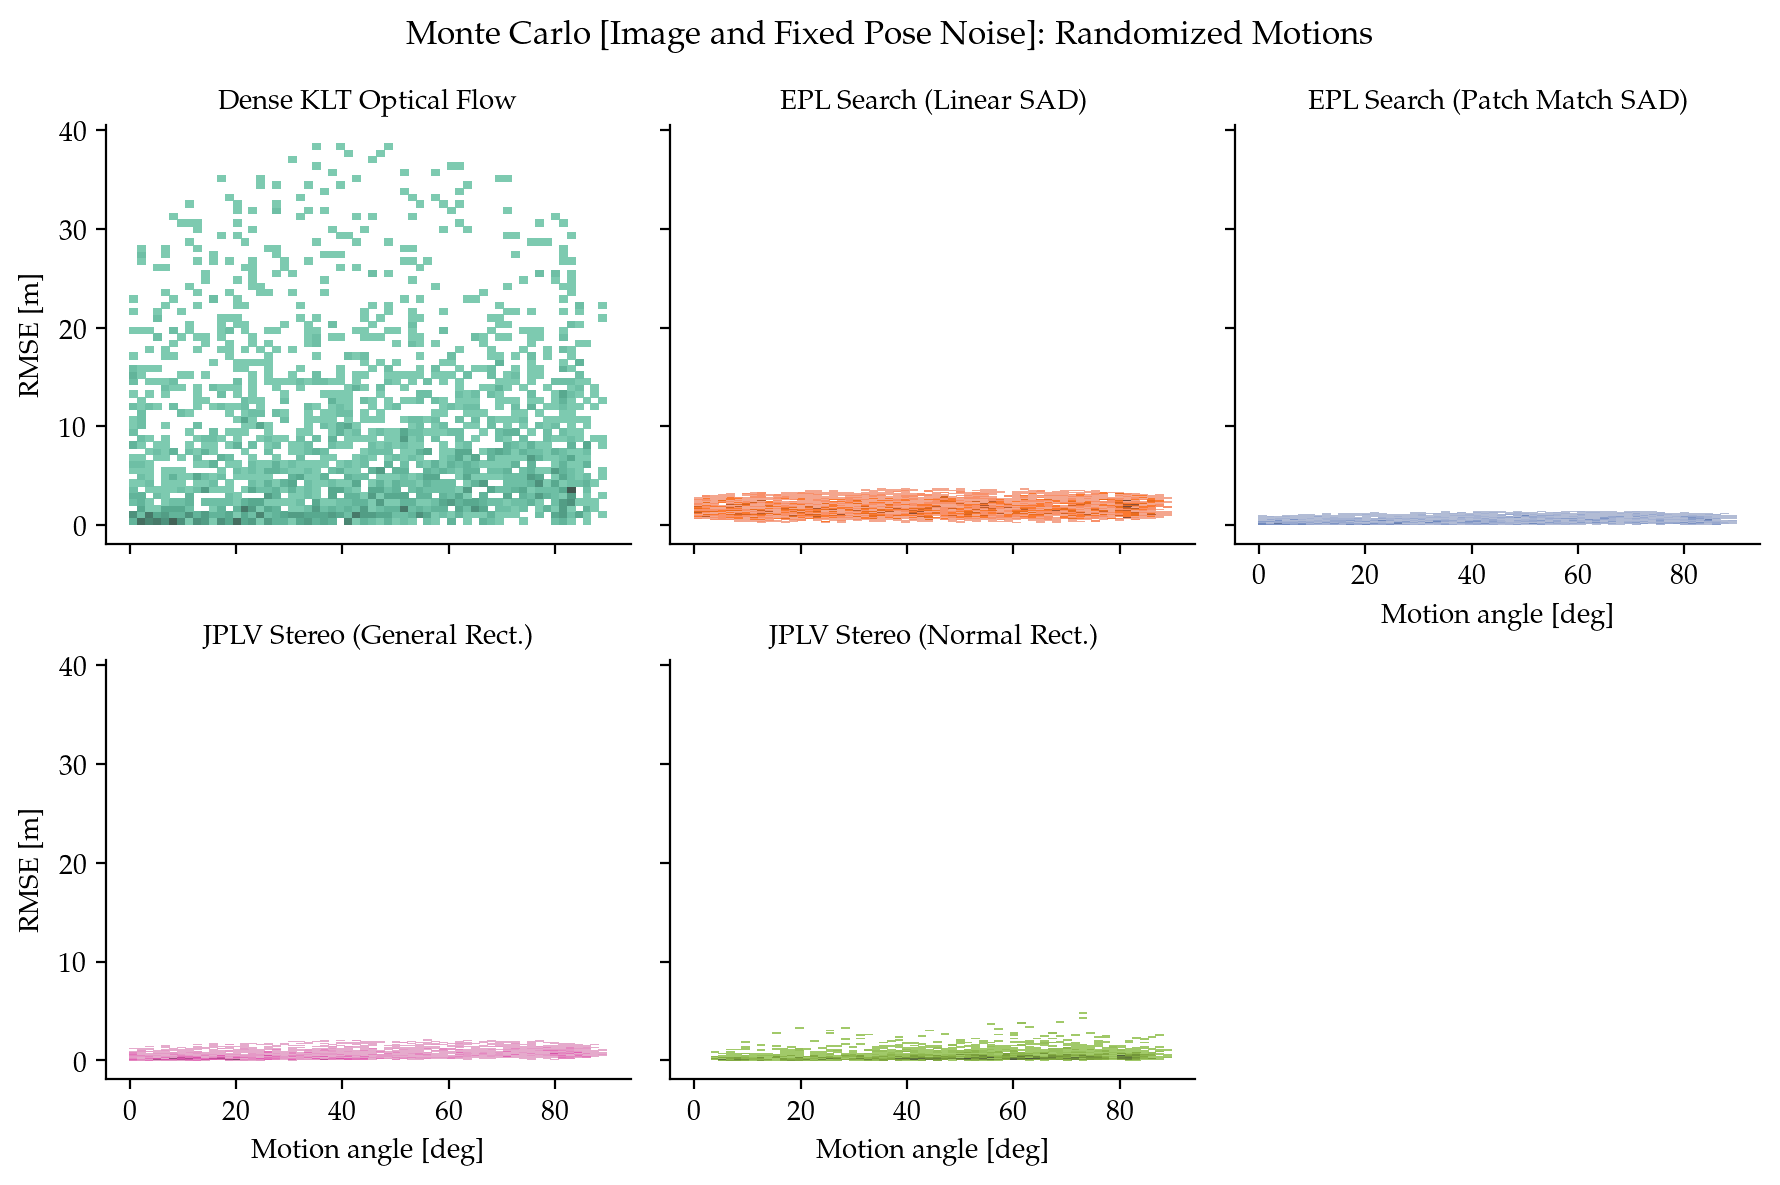 Monte Carlo [Image and Fixed Pose Noise]: Randomized Motions
Dense KLT Optical Flow
EPL Search (Linear SAD)
EPL Search (Patch Match SAD)
40
30
20
10
0
RMSE [m]
0 20 40 60 80
Motion angle [deg]
JPLV Stereo (General Rect.)
JPLV Stereo (Normal Rect.)
40
30
20
10
0
RMSE [m]
0 20 40 60 80
Motion angle [deg]
0 20 40 60 80
Motion angle [deg]